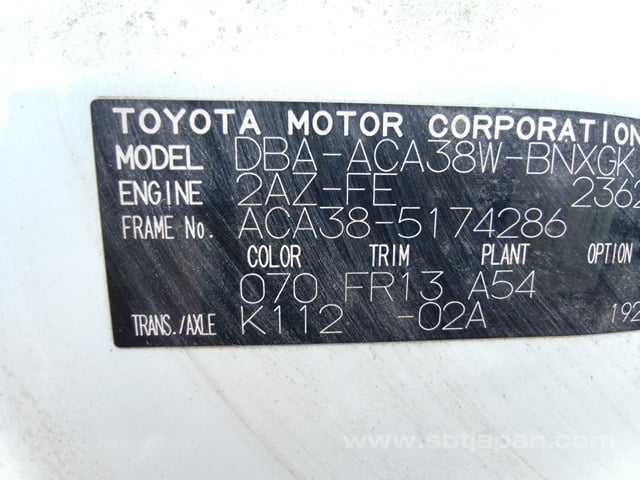 TOYOTA MOTOR CORPORATION
MODEL DBA-ACA38W-BNXGK
ENGINE 2AZ-FE 2362
FRAME No. ACA38-5174286
COLOR TRIM PLANT OPTION
070 FR13 A54
TRANS./AXLE K112 -02A 192
www.sbtjapan.com